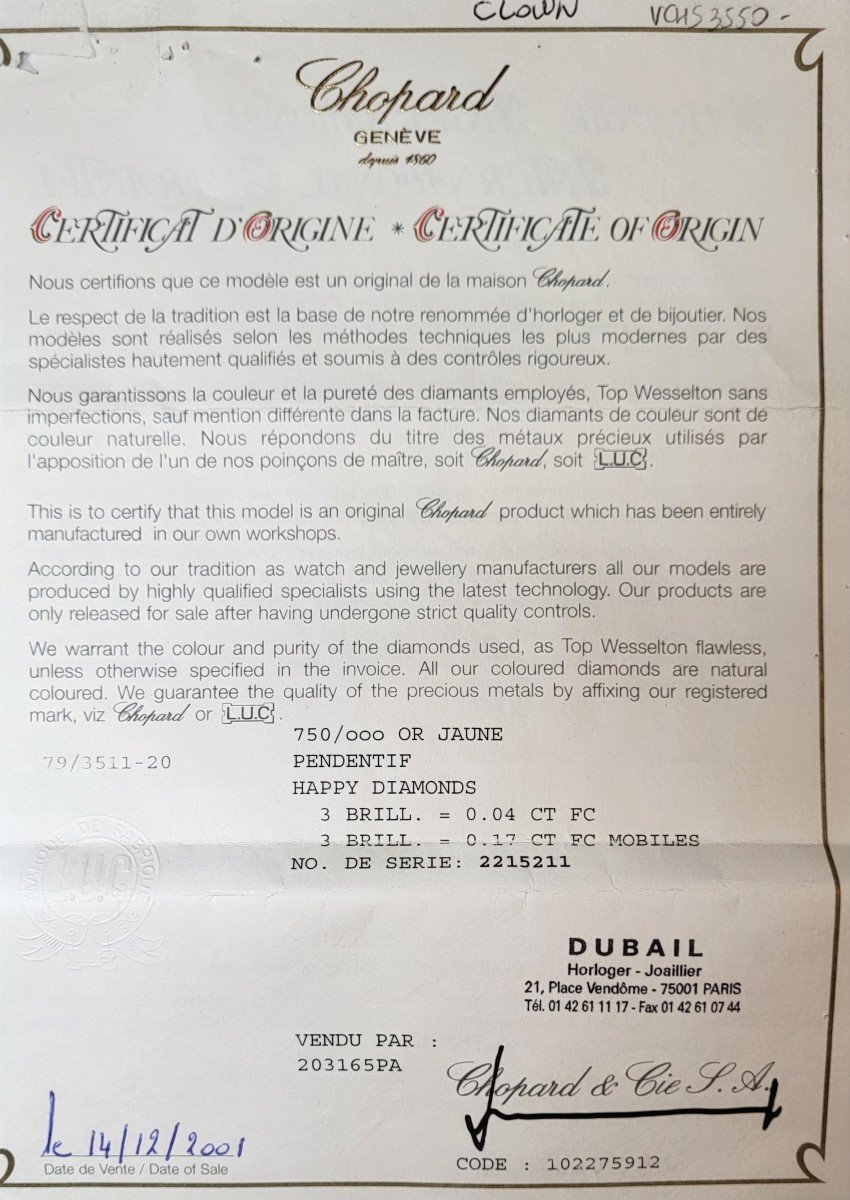 CLOWN VCHS 3550 -
Chopard
GENÈVE
depuis 1860
CERTIFICAT D'ORIGINE * CERTIFICATE OF ORIGIN
Nous certifions que ce modèle est un original de la maison Chopard.
Le respect de la tradition est la base de notre renommée d'horloger et de bijoutier. Nos
modèles sont réalisés selon les méthodes techniques les plus modernes par des
spécialistes hautement qualifiés et soumis à des contrôles rigoureux.
Nous garantissons la couleur et la pureté des diamants employés, Top Wesselton sans
imperfections, sauf mention différente dans la facture. Nos diamants de couleur sont de
couleur naturelle. Nous répondons du titre des métaux précieux utilisés par
l'apposition de l'un de nos poinçons de maître, soit Chopard, soit L.U.C.
This is to certify that this model is an original Chopard product which has been entirely
manufactured in our own workshops.
According to our tradition as watch and jewellery manufacturers all our models are
produced by highly qualified specialists using the latest technology. Our products are
only released for sale after having undergone strict quality controls.
We warrant the colour and purity of the diamonds used, as Top Wesselton flawless,
unless otherwise specified in the invoice. All our coloured diamonds are natural
coloured. We guarantee the quality of the precious metals by affixing our registered
mark, viz Chopard or L.U.C.
750/ooo OR JAUNE
79/3511-20 PENDENTIF
HAPPY DIAMONDS
3 BRILL. = 0.04 CT FC
3 BRILL. = 0.17 CT FC MOBILES
NO. DE SERIE: 2215211
MARQUE DE FABRIQUE
L.U.C
DUBAIL
Horloger - Joaillier
21, Place Vendôme - 75001 PARIS
Tél. 01 42 61 11 17 - Fax 01 42 61 07 44
VENDU PAR :
203165PA
Chopard & Cie S.A.
le 14/12/2001
Date de Vente / Date of Sale
CODE : 102275912